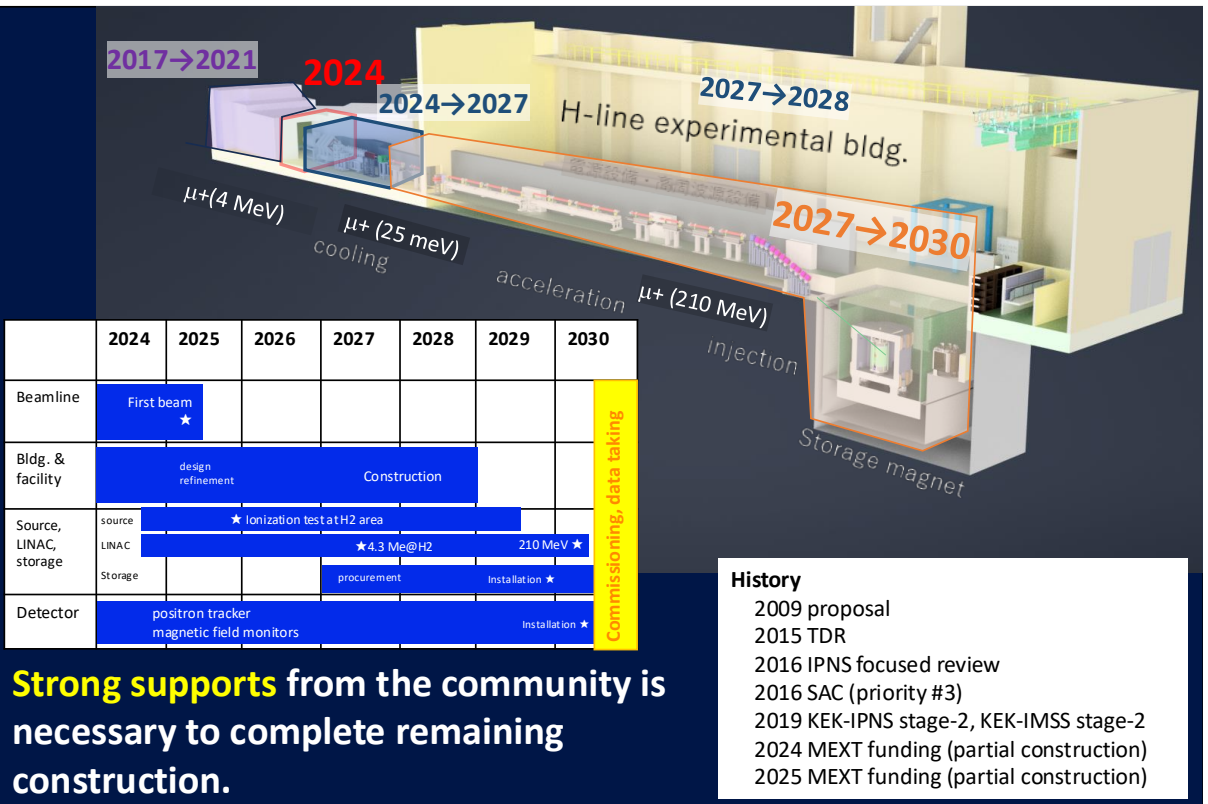 2017→2021
2024
2024→2027
2027→2028
H-line experimental bldg.
2027→2030
μ+(4 MeV)
μ+ (25 meV)
cooling
acceleration
μ+ (210 MeV)
injection
Storage magnet
2024 2025 2026 2027 2028 2029 2030
Beamline
First beam
★
Bldg. &
facility
design
refinement
Construction
Source,
LINAC,
storage
source
★ Ionization test at H2 area
LINAC
★4.3 Me@H2
210 MeV ★
Storage
procurement
Installation ★
Detector
positron tracker
magnetic field monitors
Installation ★
Commissioning, data taking
Strong supports from the community is
necessary to complete remaining
construction.
History
2009 proposal
2015 TDR
2016 IPNS focused review
2016 SAC (priority #3)
2019 KEK-IPNS stage-2, KEK-IMSS stage-2
2024 MEXT funding (partial construction)
2025 MEXT funding (partial construction)